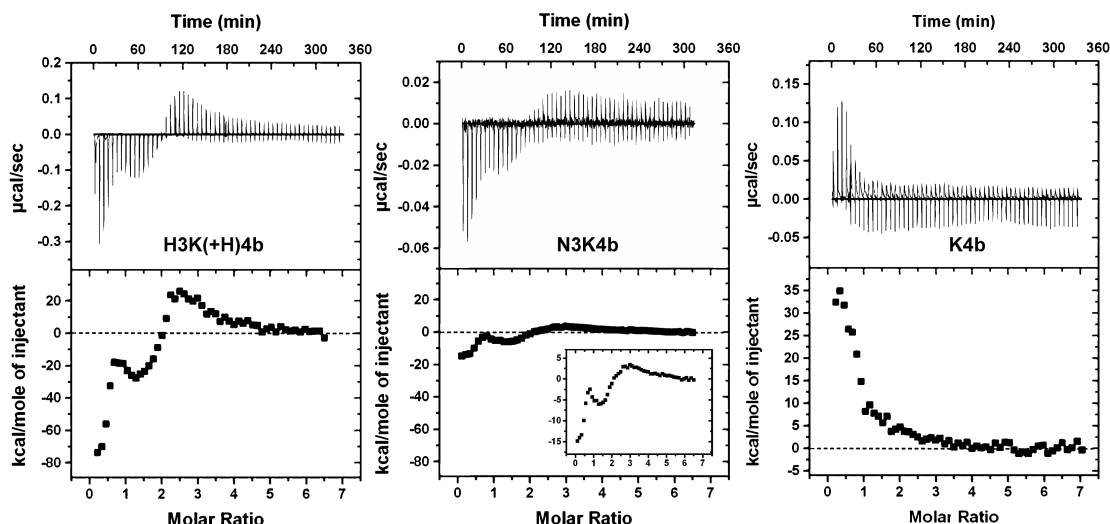 Time (min)
0 60 120 180 240 300 360
0.2
0.1
0.0
-0.1
-0.2
-0.3
µcal/sec
H3K(+H)4b
20
0
-20
-40
-60
-80
kcal/mole of injectant
0 1 2 3 4 5 6 7
Molar Ratio
Time (min)
0 60 120 180 240 300 360
0.02
0.00
-0.02
-0.04
-0.06
µcal/sec
N3K4b
20
0
-20
-40
-60
-80
kcal/mole of injectant
5
0
-5
-10
-15
0 1 2 3 4 5 6 7
0 1 2 3 4 5 6 7
Molar Ratio
Time (min)
0 60 120 180 240 300 360
0.15
0.10
0.05
0.00
-0.05
µcal/sec
K4b
35
30
25
20
15
10
5
0
-5
kcal/mole of injectant
0 1 2 3 4 5 6 7
Molar Ratio